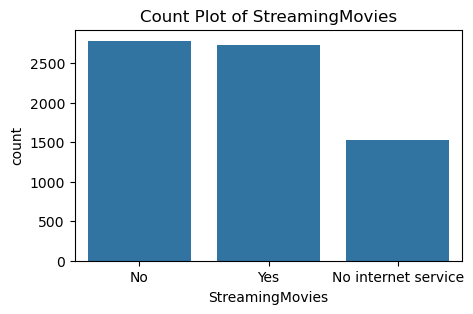 Count Plot of StreamingMovies
count
2500
2000
1500
1000
500
0
No Yes No internet service
StreamingMovies